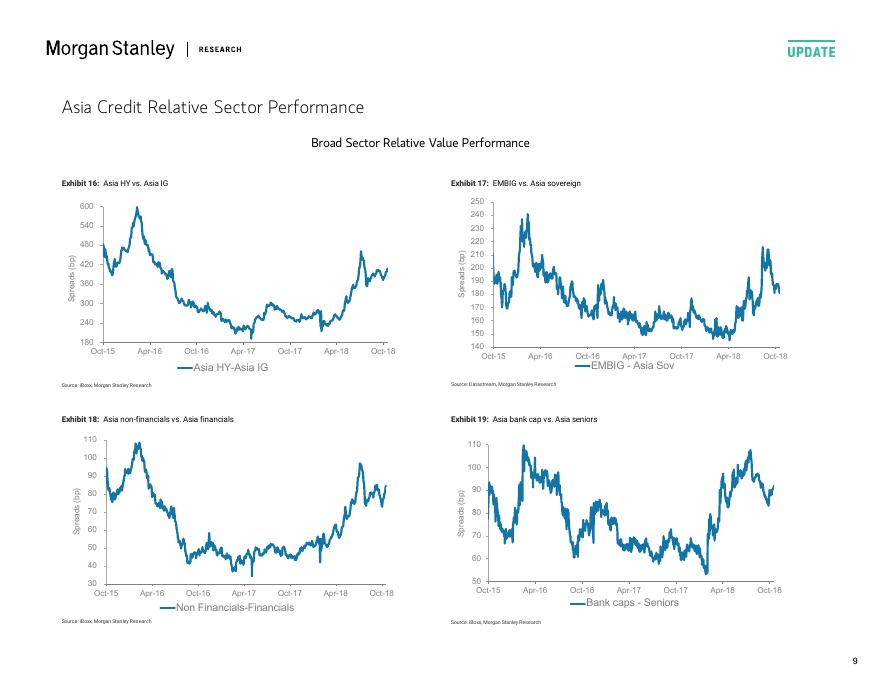 Morgan Stanley | RESEARCH
UPDATE
Asia Credit Relative Sector Performance
Broad Sector Relative Value Performance
Exhibit 16: Asia HY vs. Asia IG
600
540
480
420
360
300
240
180
Spreads (bp)
Oct-15 Apr-16 Oct-16 Apr-17 Oct-17 Apr-18 Oct-18
Asia HY-Asia IG
Source: iBoxx, Morgan Stanley Research
Exhibit 17: EMBIG vs. Asia sovereign
250
240
230
220
210
200
190
180
170
160
150
140
Spreads (bp)
Oct-15 Apr-16 Oct-16 Apr-17 Oct-17 Apr-18 Oct-18
EMBIG - Asia Sov
Source: Datastream, Morgan Stanley Research
Exhibit 18: Asia non-financials vs. Asia financials
110
100
90
80
70
60
50
40
30
Spreads (bp)
Oct-15 Apr-16 Oct-16 Apr-17 Oct-17 Apr-18 Oct-18
Non Financials-Financials
Source: iBoxx, Morgan Stanley Research
Exhibit 19: Asia bank cap vs. Asia seniors
110
100
90
80
70
60
50
Spreads (bp)
Oct-15 Apr-16 Oct-16 Apr-17 Oct-17 Apr-18 Oct-18
Bank caps - Seniors
Source: iBoxx, Morgan Stanley Research
9